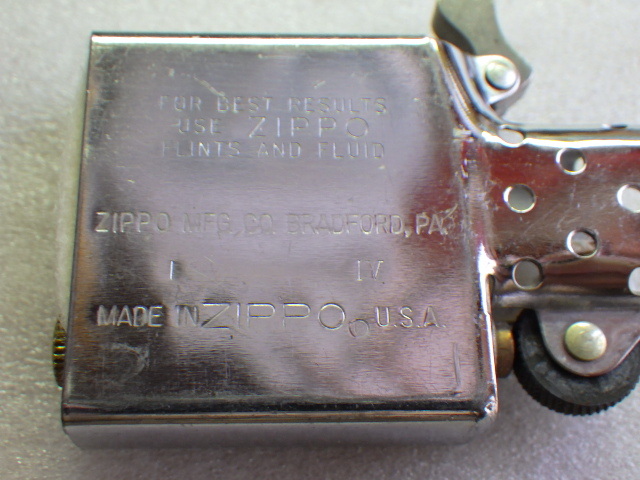 FOR BEST RESULTS
USE ZIPPO
FLINTS AND FLUID
ZIPPO MFG. CO. BRADFORD, PA.
IV
MADE IN ZIPPO U.S.A.